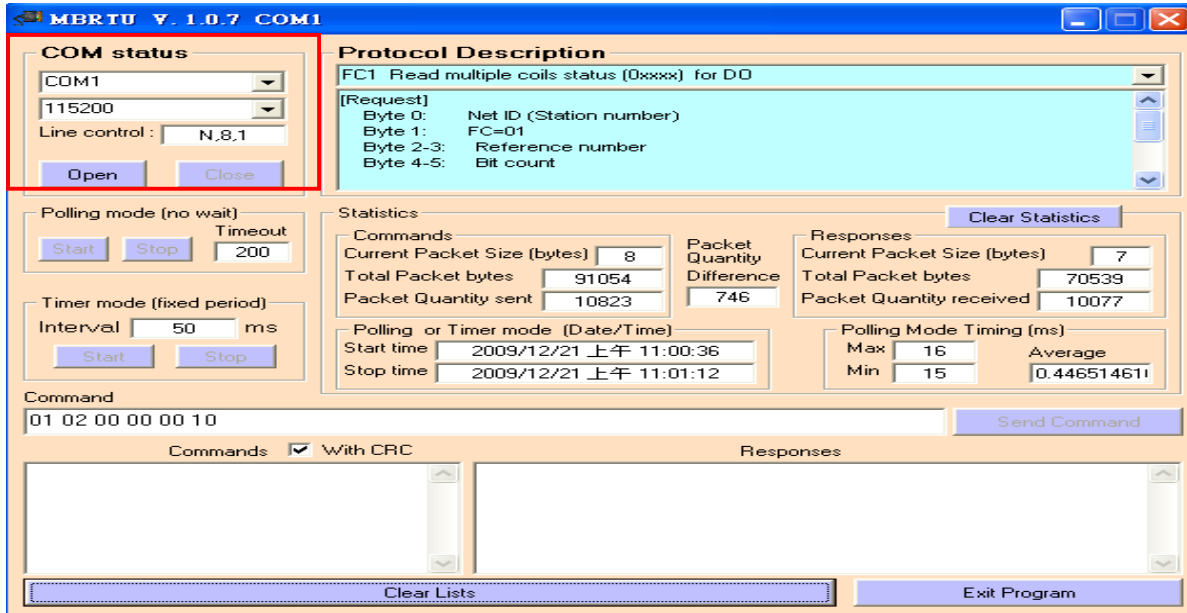 MBRTU V. 1.0.7 COM1
COM status
COM1
115200
Line control : N,8,1
Open Close
Protocol Description
FC1 Read multiple coils status (0xxxx) for DO
[Request]
Byte 0: Net ID (Station number)
Byte 1: FC=01
Byte 2-3: Reference number
Byte 4-5: Bit count
Polling mode (no wait)
Timeout
Start Stop 200
Timer mode (fixed period)
Interval 50 ms
Start Stop
Statistics
Clear Statistics
Commands
Current Packet Size (bytes) 8
Total Packet bytes 91054
Packet Quantity sent 10823
Packet
Quantity
Difference
746
Responses
Current Packet Size (bytes) 7
Total Packet bytes 70539
Packet Quantity received 10077
Polling or Timer mode (Date/Time)
Start time 2009/12/21 上午 11:00:36
Stop time 2009/12/21 上午 11:01:12
Polling Mode Timing (ms)
Max 16
Min 15
Average
Command
01 02 00 00 00 10
Send Command
Commands With CRC
Responses
Clear Lists
Exit Program